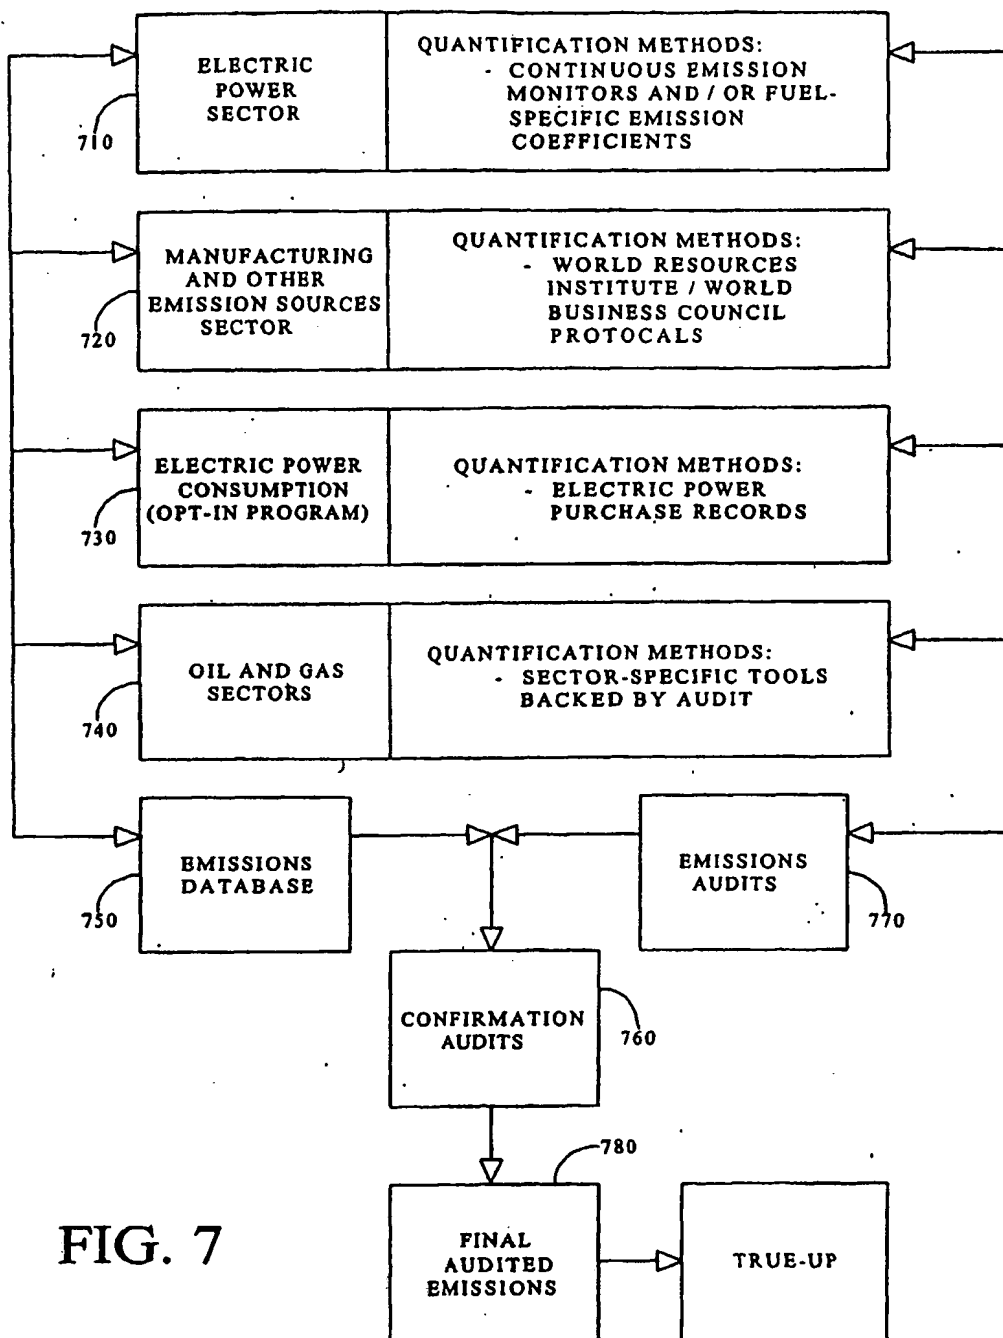 ELECTRIC
POWER
SECTOR
710
QUANTIFICATION METHODS:
- CONTINUOUS EMISSION
MONITORS AND / OR FUEL-
SPECIFIC EMISSION
COEFFICIENTS
MANUFACTURING
AND OTHER
EMISSION SOURCES
SECTOR
720
QUANTIFICATION METHODS:
- WORLD RESOURCES
INSTITUTE / WORLD
BUSINESS COUNCIL
PROTOCALS
ELECTRIC POWER
CONSUMPTION
(OPT-IN PROGRAM)
730
QUANTIFICATION METHODS:
- ELECTRIC POWER
PURCHASE RECORDS
OIL AND GAS
SECTORS
740
QUANTIFICATION METHODS:
- SECTOR-SPECIFIC TOOLS
BACKED BY AUDIT
EMISSIONS
DATABASE
750
EMISSIONS
AUDITS
770
CONFIRMATION
AUDITS
760
780
FINAL
AUDITED
EMISSIONS
TRUE-UP
FIG. 7